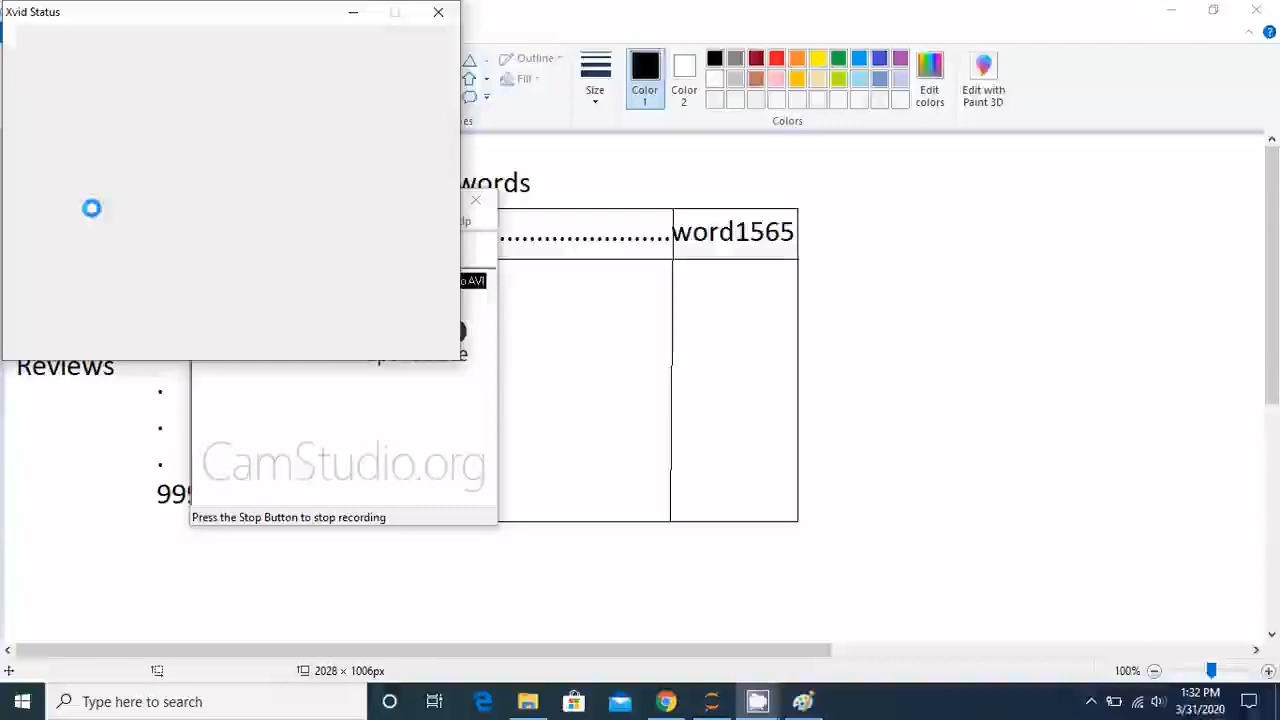 Xvid Status
Outline
Fill
Size
Color
1
Color
2
Edit
colors
Edit with
Paint 3D
Colors
words
word1565
Reviews
CamStudio.org
Press the Stop Button to stop recording
2028 × 1006px
100%
Type here to search
1:32 PM
3/31/2020